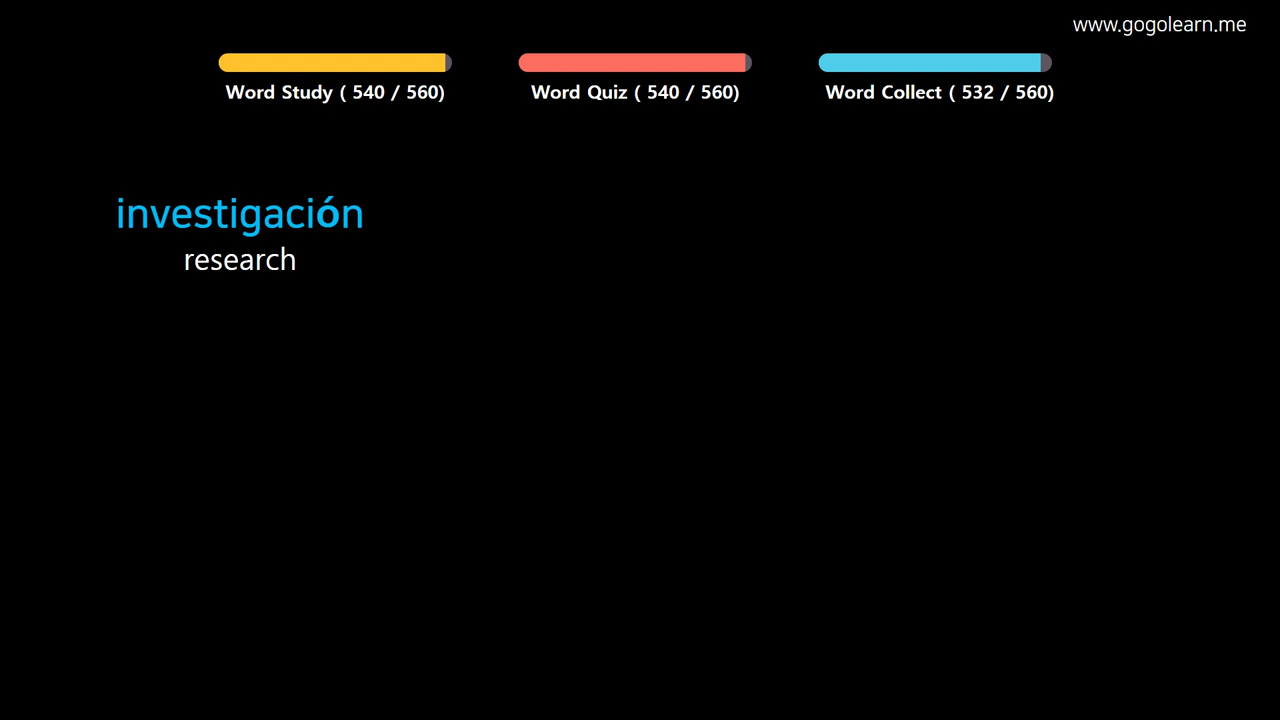 www.gogolearn.me
Word Study ( 540 / 560)
Word Quiz ( 540 / 560)
Word Collect ( 532 / 560)
investigación
research